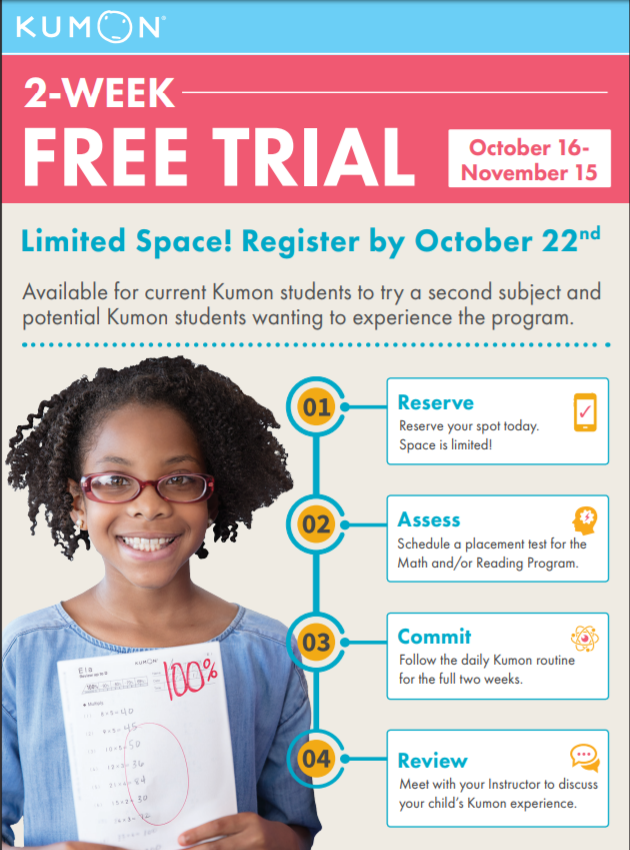 KUMON®
2-WEEK
FREE TRIAL
October 16-
November 15
Limited Space! Register by October 22nd
Available for current Kumon students to try a second subject and
potential Kumon students wanting to experience the program.
01
Reserve
Reserve your spot today.
Space is limited!
02
Assess
Schedule a placement test for the
Math and/or Reading Program.
03
Commit
Follow the daily Kumon routine
for the full two weeks.
04
Review
Meet with your Instructor to discuss
your child's Kumon experience.
E1a
KUMON
100%
Multiply.